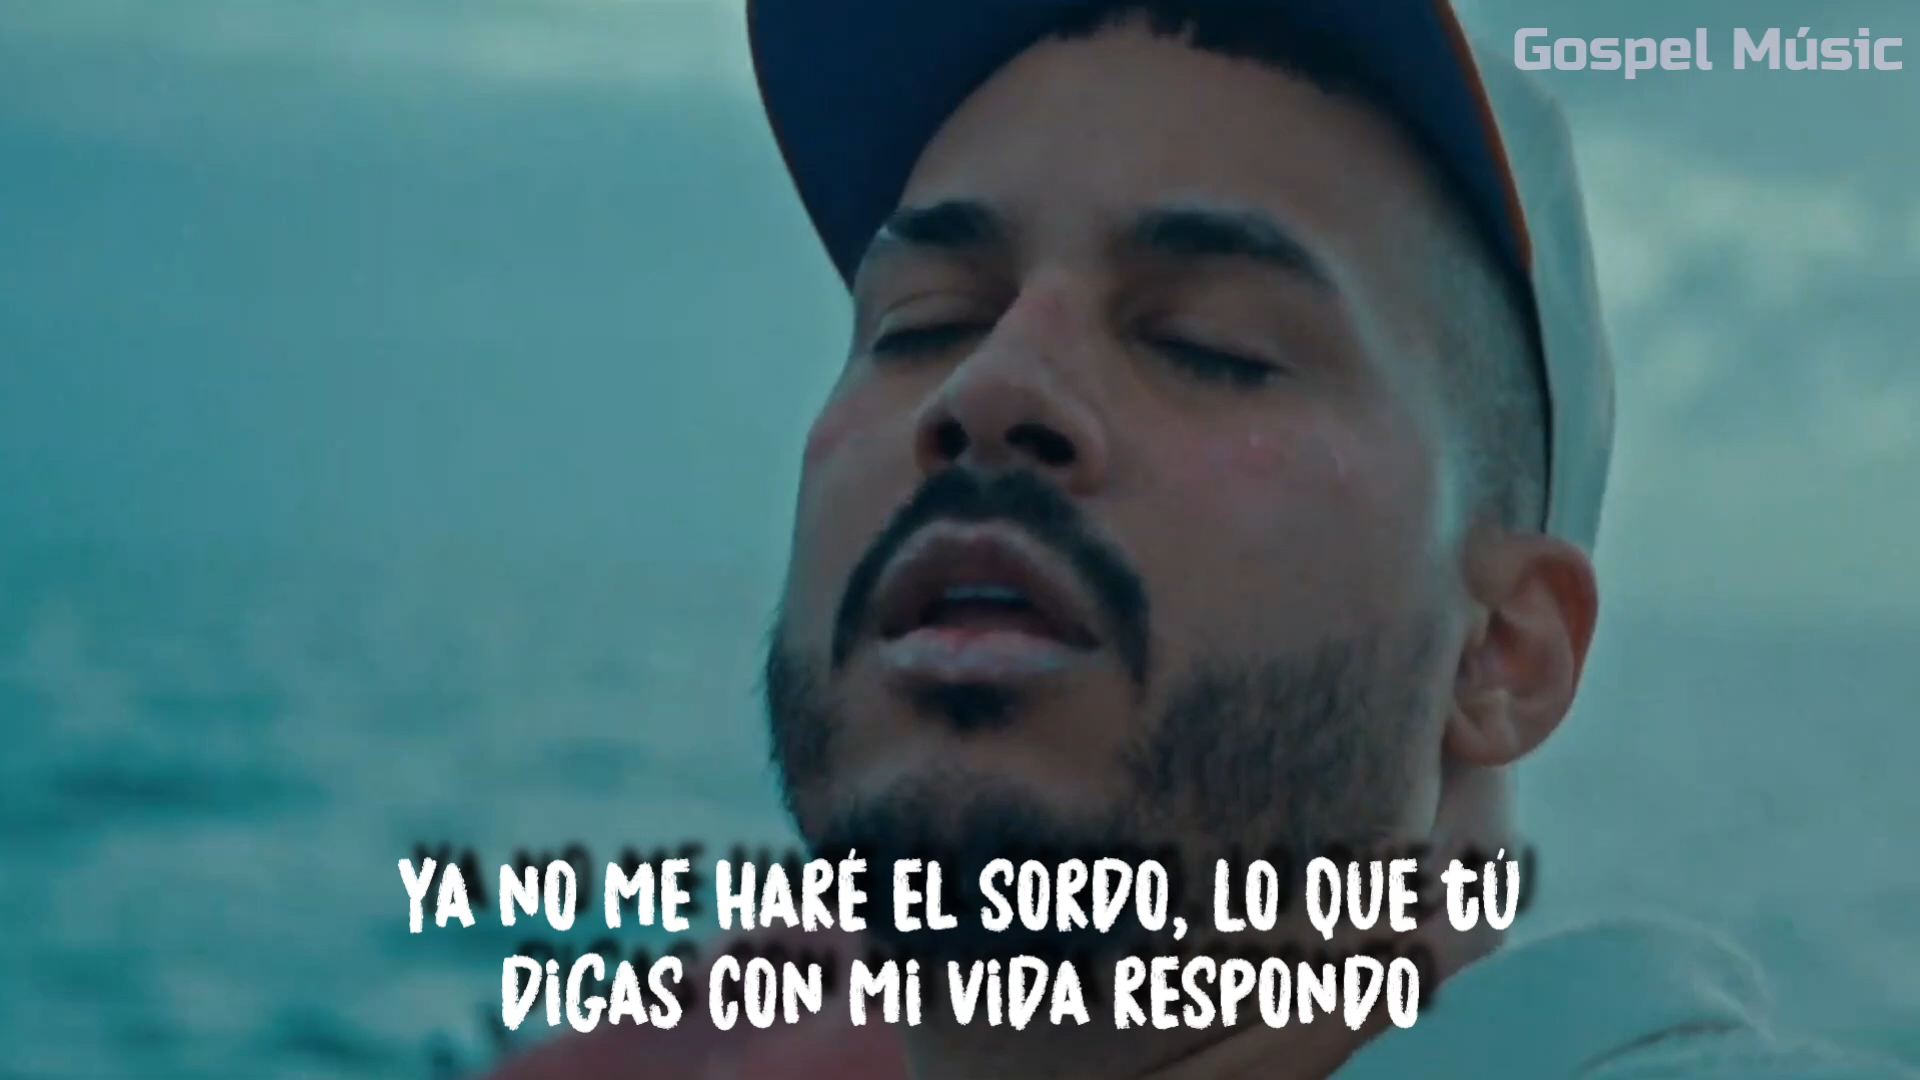 Gospel Músic
YA NO ME HARÉ EL SORDO, LO QUE TÚ
DIGAS CON MI VIDA RESPONDO